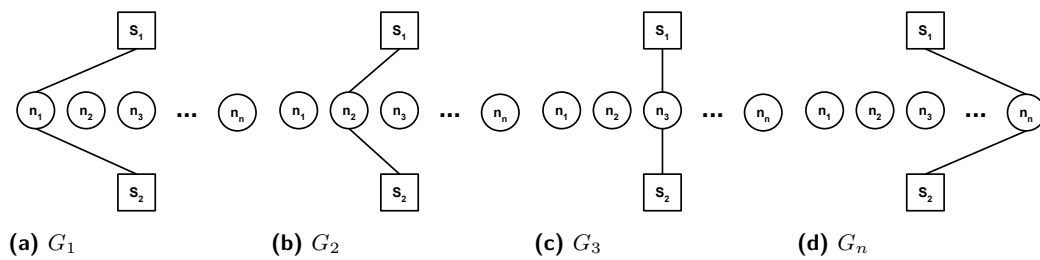 S₁ S₁ S₁ S₁
n₁ n₂ n₃ ... nₙ n₁ n₂ n₃ ... nₙ n₁ n₂ n₃ ... nₙ n₁ n₂ n₃ ... nₙ
S₂ S₂ S₂ S₂
(a) G₁ (b) G₂ (c) G₃ (d) Gₙ